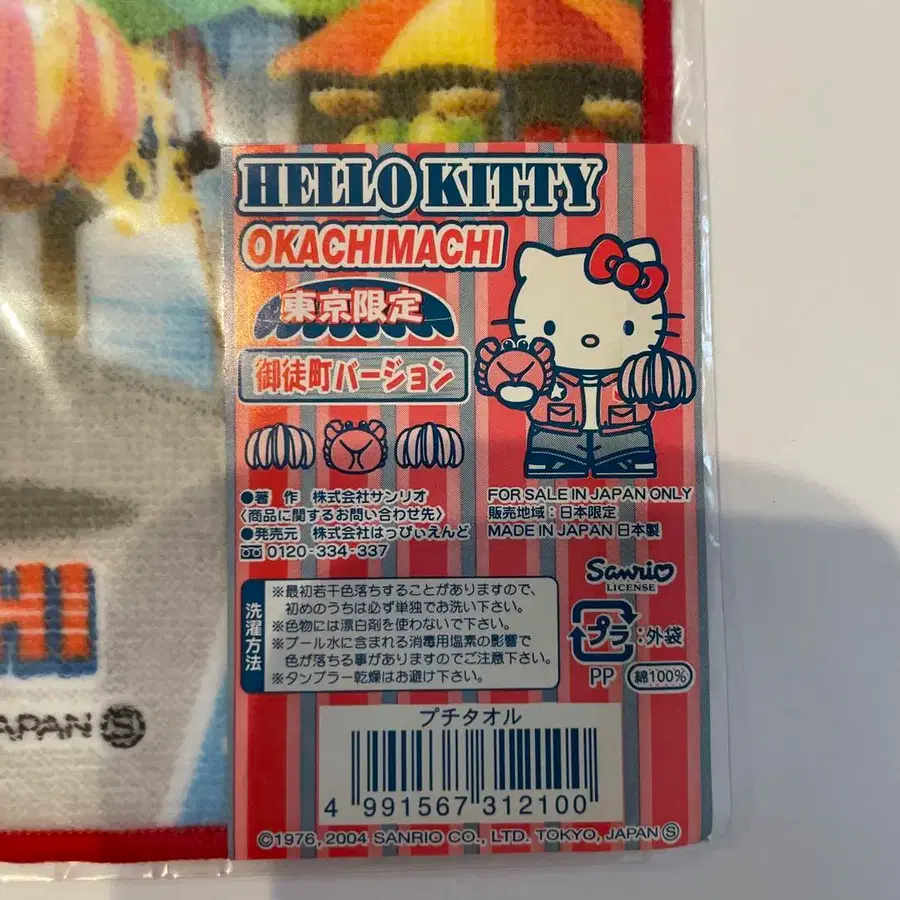 HELLO KITTY
OKACHIMACHI
東京限定
御徒町バージョン
●著 作 株式会社サンリオ
〈商品に関するお問い合わせ先〉
●発売元 株式会社はっぴぃえんど
0120-334-337
FOR SALE IN JAPAN ONLY
販売地域:日本限定
MADE IN JAPAN 日本製
Sanrio
LICENSE
洗濯方法
※最初若干色落ちすることがありますので、
初めのうちは必ず単独でお洗い下さい。
※色物には漂白剤を使わないで下さい。
※プール水に含まれる消毒用塩素の影響で
色が落ちる事がありますのでご注意下さい。
※タンブラー乾燥はお避け下さい。
プラ:外袋
PP 綿100%
プチタオル
4 991567 312100
©1976, 2004 SANRIO CO., LTD. TOKYO, JAPAN Ⓢ
HI
JAPAN Ⓢ